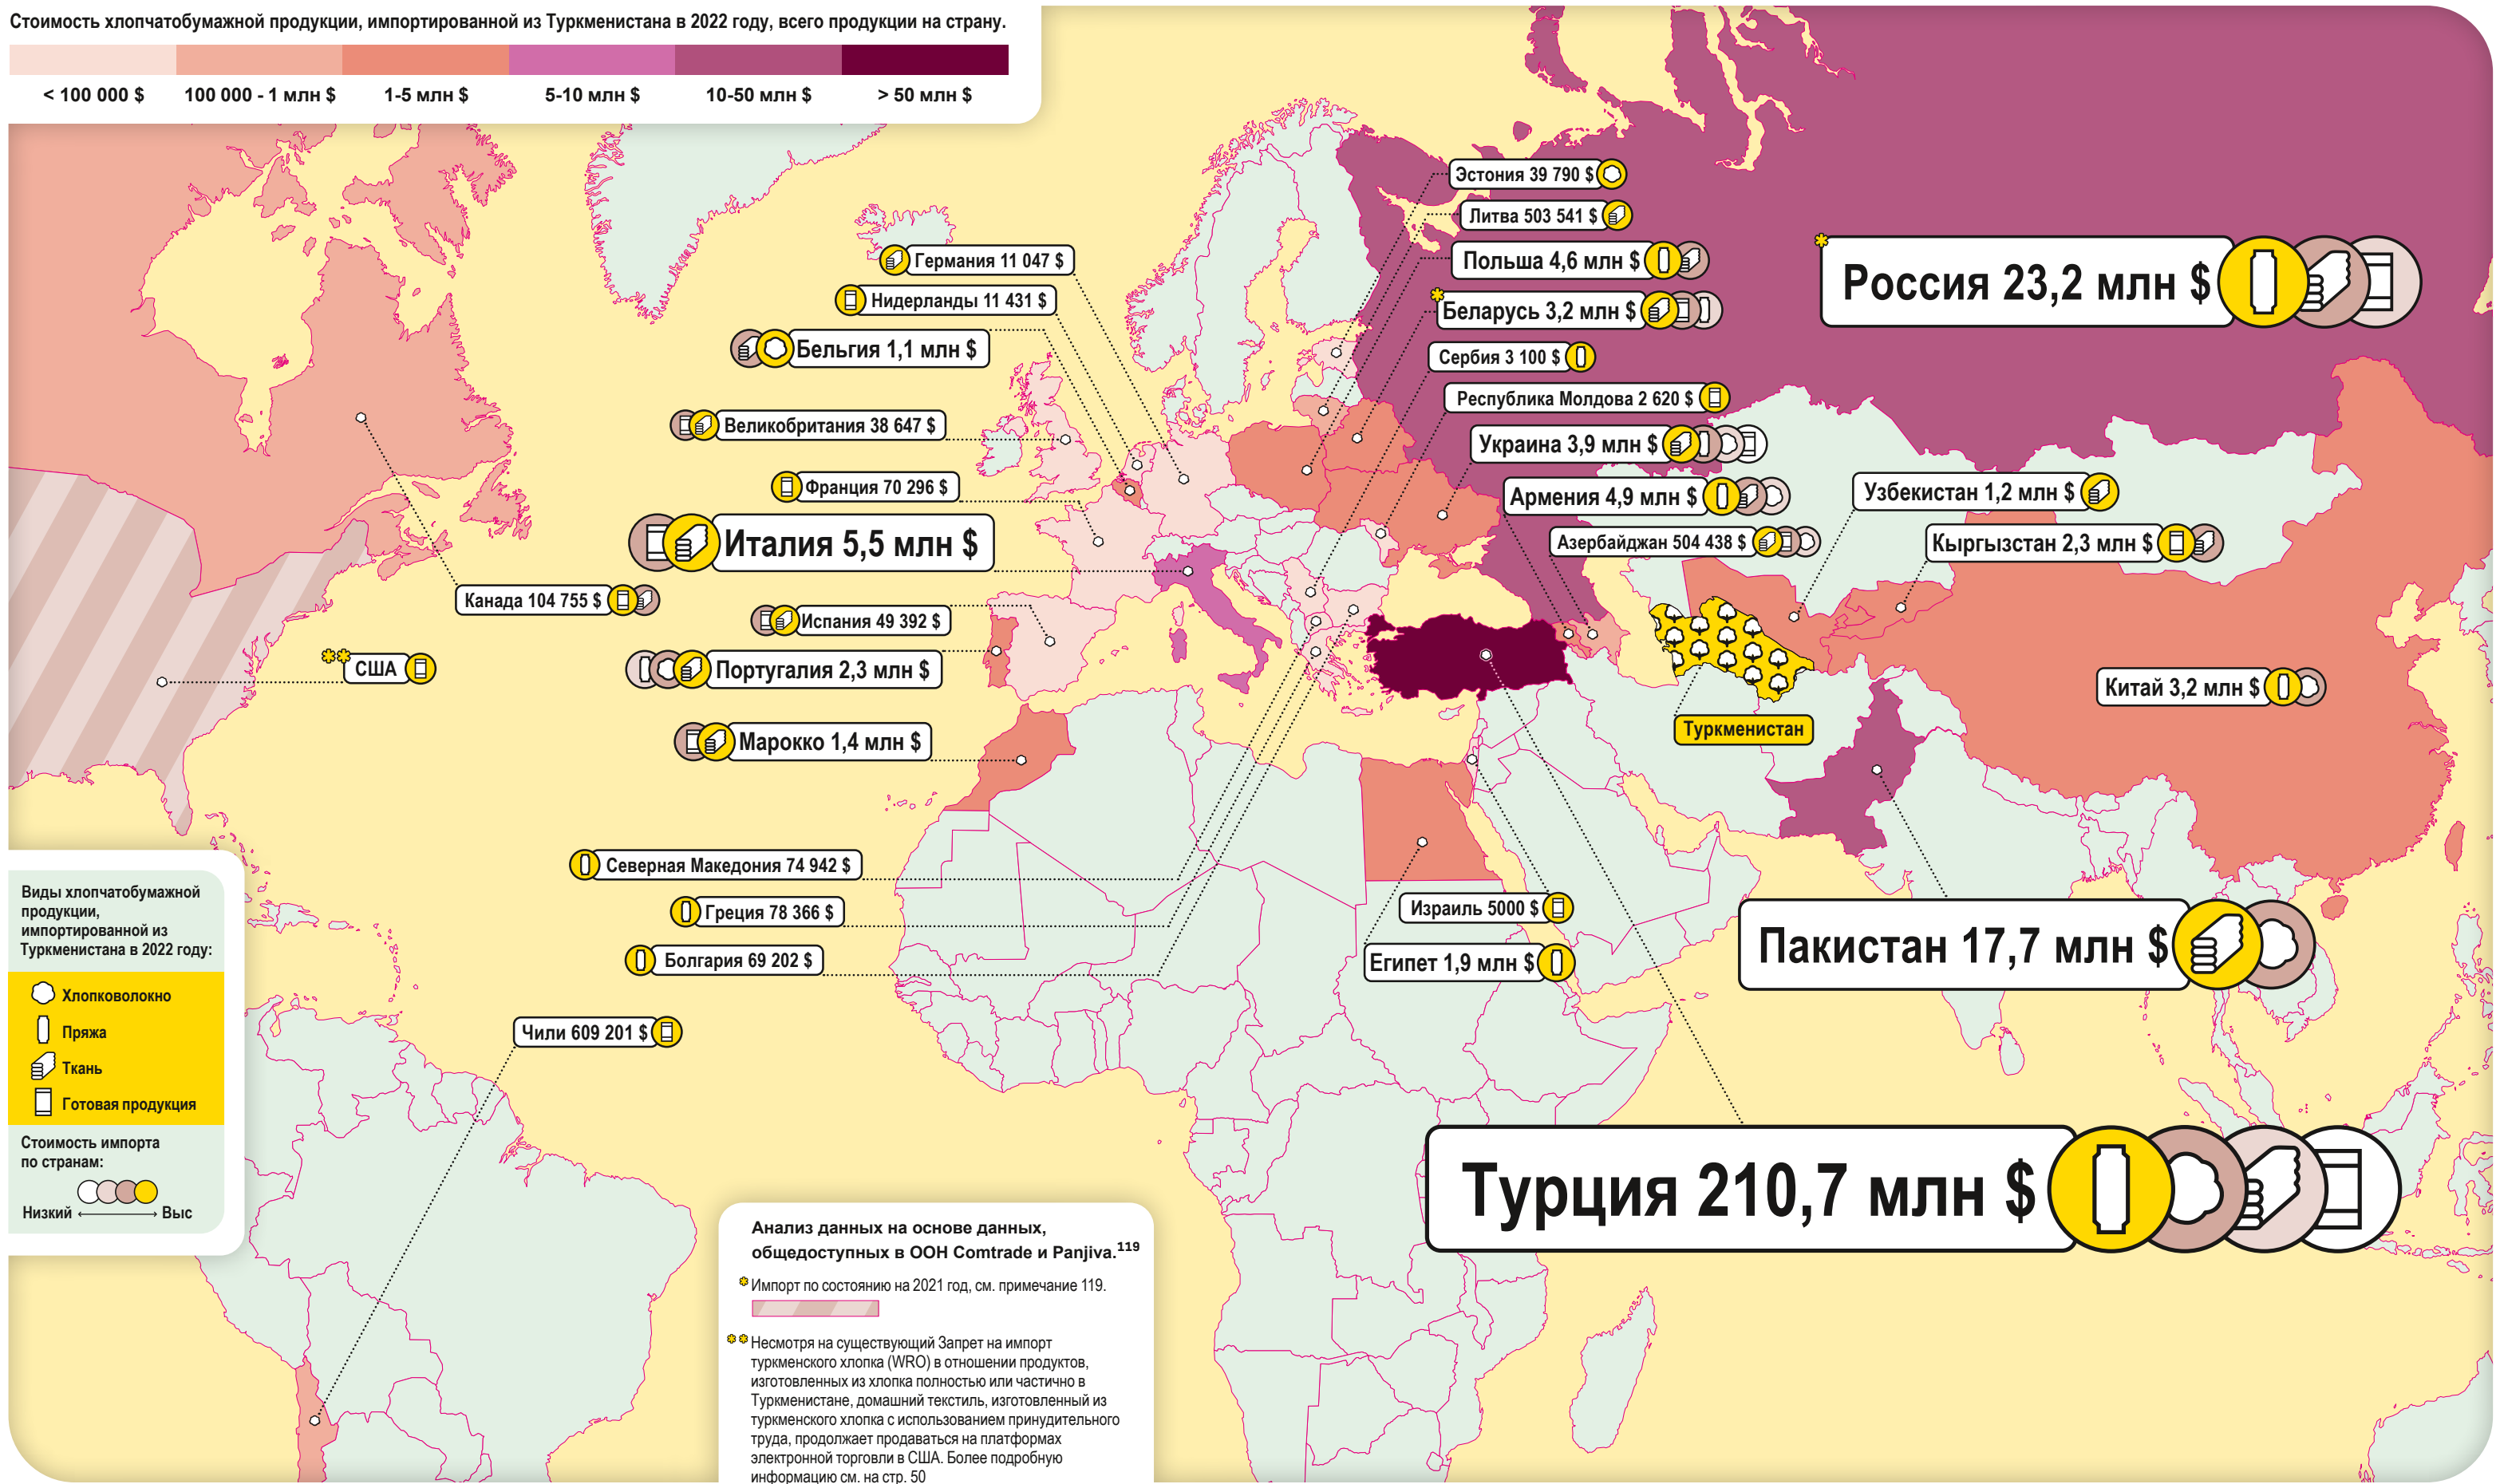 Стоимость хлопчатобумажной продукции, импортированной из Туркменистана в 2022 году, всего продукции на страну.
< 100 000 $
100 000 - 1 млн $
1-5 млн $
5-10 млн $
10-50 млн $
> 50 млн $
Эстония 39 790 $
Литва 503 541 $
Польша 4,6 млн $
* Беларусь 3,2 млн $
Сербия 3 100 $
Республика Молдова 2 620 $
Украина 3,9 млн $
Армения 4,9 млн $
Азербайджан 504 438 $
* Россия 23,2 млн $
Узбекистан 1,2 млн $
Кыргызстан 2,3 млн $
Китай 3,2 млн $
Туркменистан
Германия 11 047 $
Нидерланды 11 431 $
Бельгия 1,1 млн $
Великобритания 38 647 $
Франция 70 296 $
Италия 5,5 млн $
Канада 104 755 $
Испания 49 392 $
** США
Португалия 2,3 млн $
Марокко 1,4 млн $
Северная Македония 74 942 $
Греция 78 366 $
Болгария 69 202 $
Израиль 5000 $
Египет 1,9 млн $
Пакистан 17,7 млн $
Чили 609 201 $
Турция 210,7 млн $
Виды хлопчатобумажной
продукции,
импортированной из
Туркменистана в 2022 году:
Хлопковолокно
Пряжа
Ткань
Готовая продукция
Стоимость импорта
по странам:
Низкий
Выс
Анализ данных на основе данных,
общедоступных в ООН Comtrade и Panjiva.119
* Импорт по состоянию на 2021 год, см. примечание 119.
** Несмотря на существующий Запрет на импорт
туркменского хлопка (WRO) в отношении продуктов,
изготовленных из хлопка полностью или частично в
Туркменистане, домашний текстиль, изготовленный из
туркменского хлопка с использованием принудительного
труда, продолжает продаваться на платформах
электронной торговли в США. Более подробную
информацию см. на стр. 50